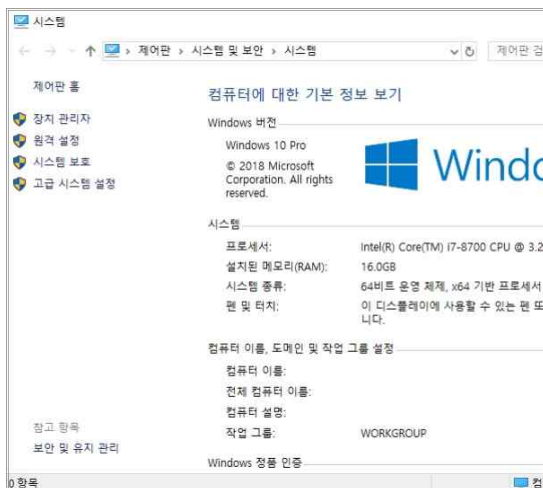 시스템
제어판 > 시스템 및 보안 > 시스템
제어판 검
제어판 홈
장치 관리자
원격 설정
시스템 보호
고급 시스템 설정
컴퓨터에 대한 기본 정보 보기
Windows 버전
Windows 10 Pro
© 2018 Microsoft
Corporation. All rights
reserved.
Windo
시스템
프로세서: Intel(R) Core(TM) i7-8700 CPU @ 3.2
설치된 메모리(RAM): 16.0GB
시스템 종류: 64비트 운영 체제, x64 기반 프로세서
펜 및 터치: 이 디스플레이에 사용할 수 있는 펜 또
니다.
컴퓨터 이름, 도메인 및 작업 그룹 설정
컴퓨터 이름:
전체 컴퓨터 이름:
컴퓨터 설명:
작업 그룹: WORKGROUP
Windows 정품 인증
참고 항목
보안 및 유지 관리
0 항목
컴